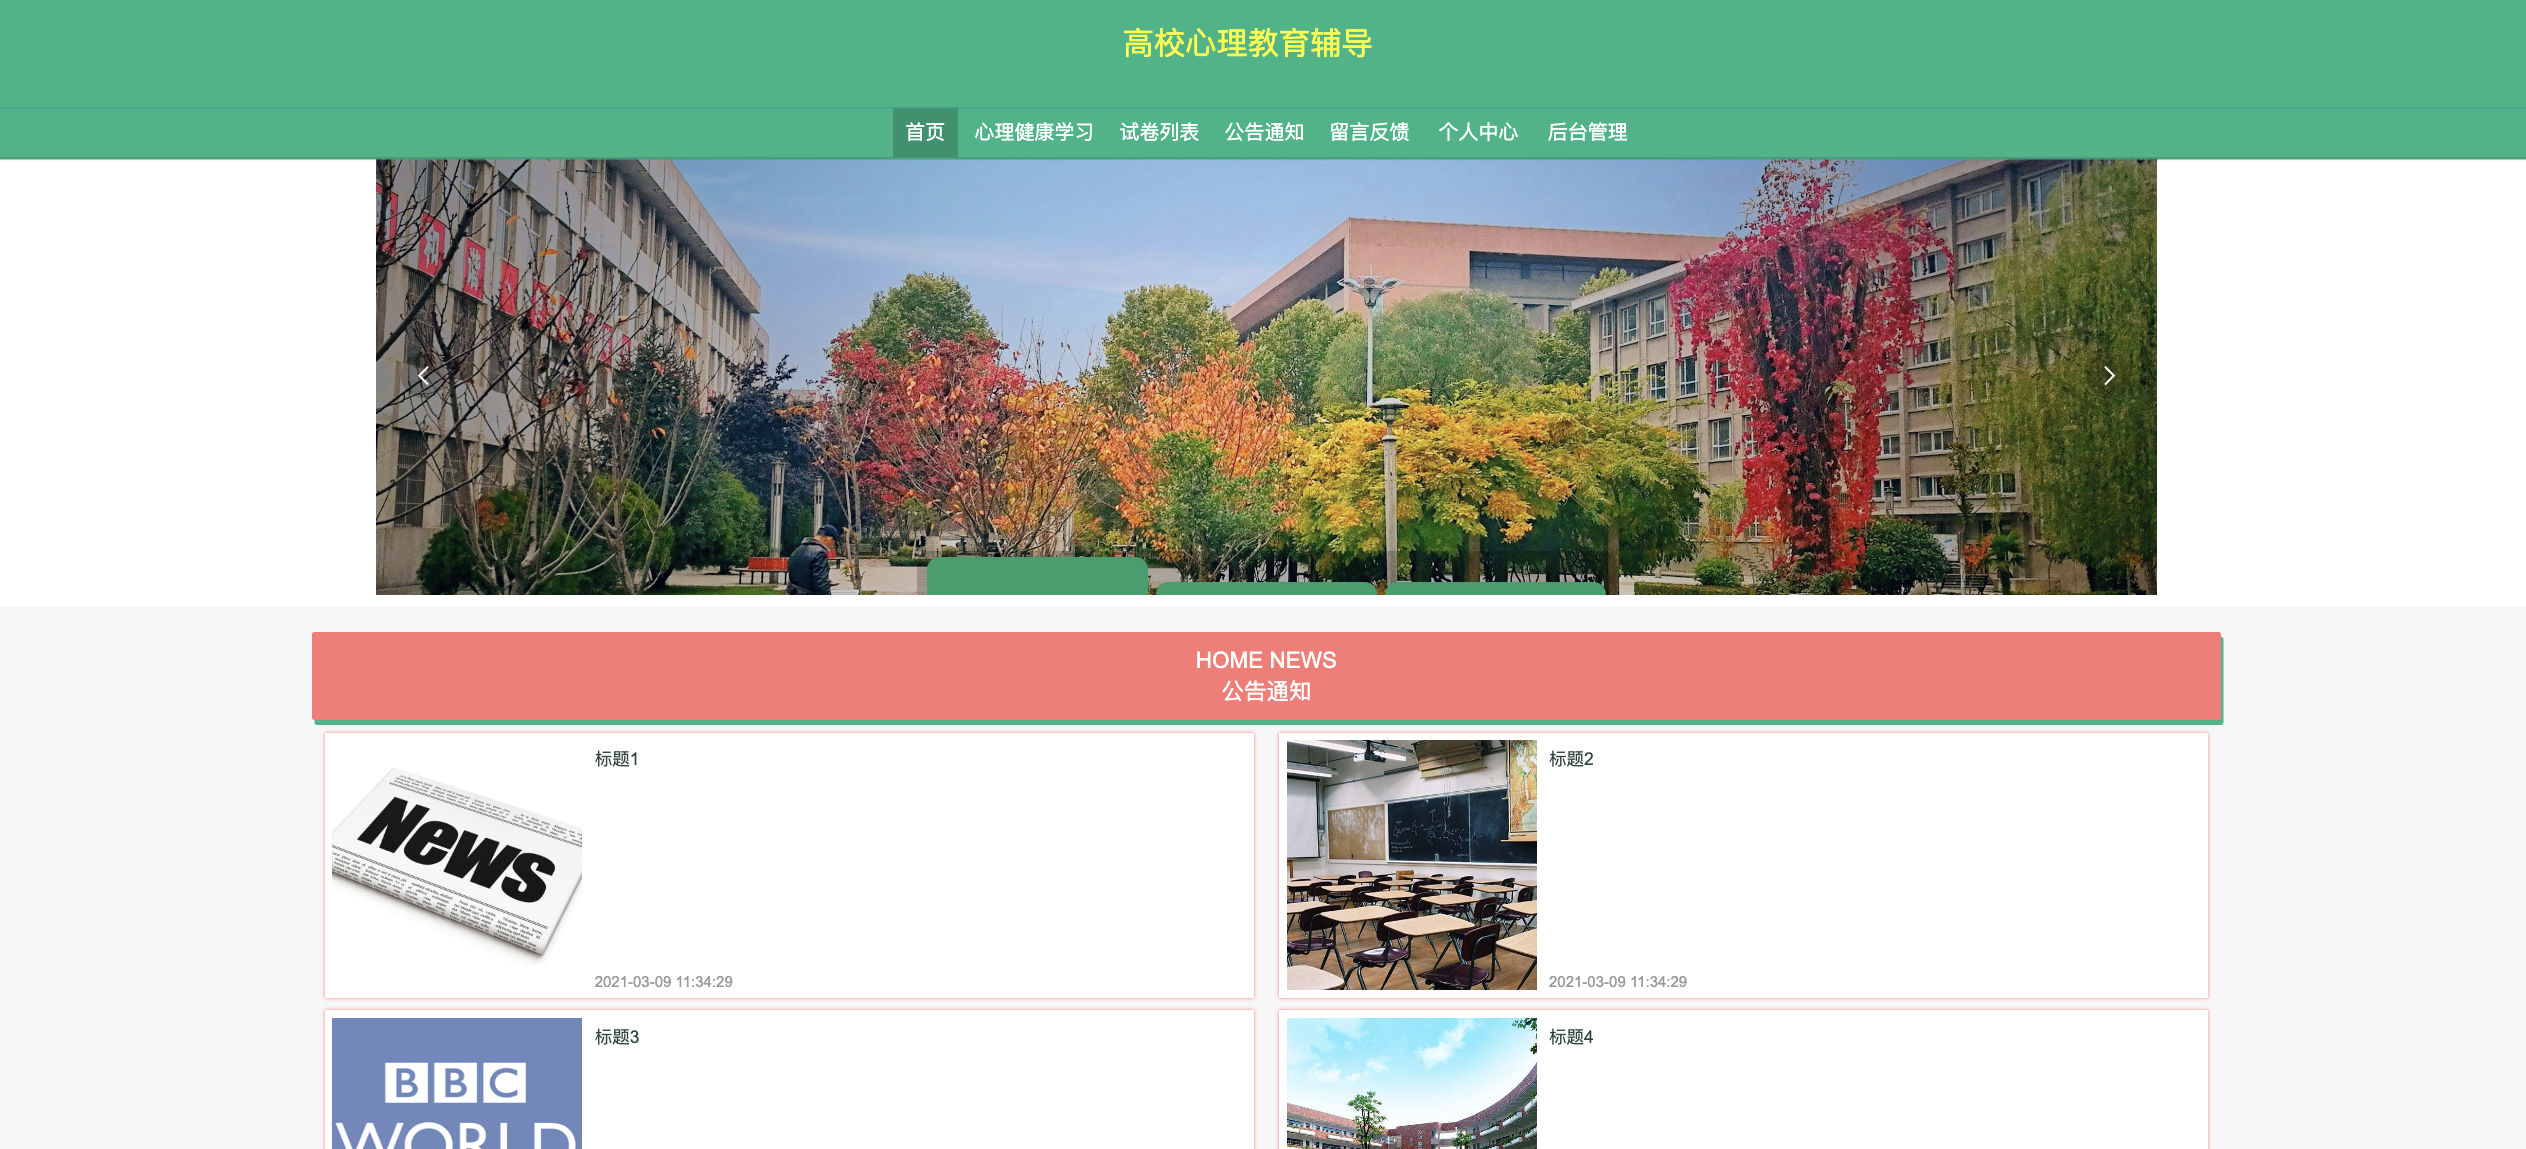 高校心理教育辅导
首页 心理健康学习 试卷列表 公告通知 留言反馈 个人中心 后台管理
HOME NEWS
公告通知
标题1
News
2021-03-09 11:34:29
标题2
2021-03-09 11:34:29
标题3
BBC
WORLD
标题4